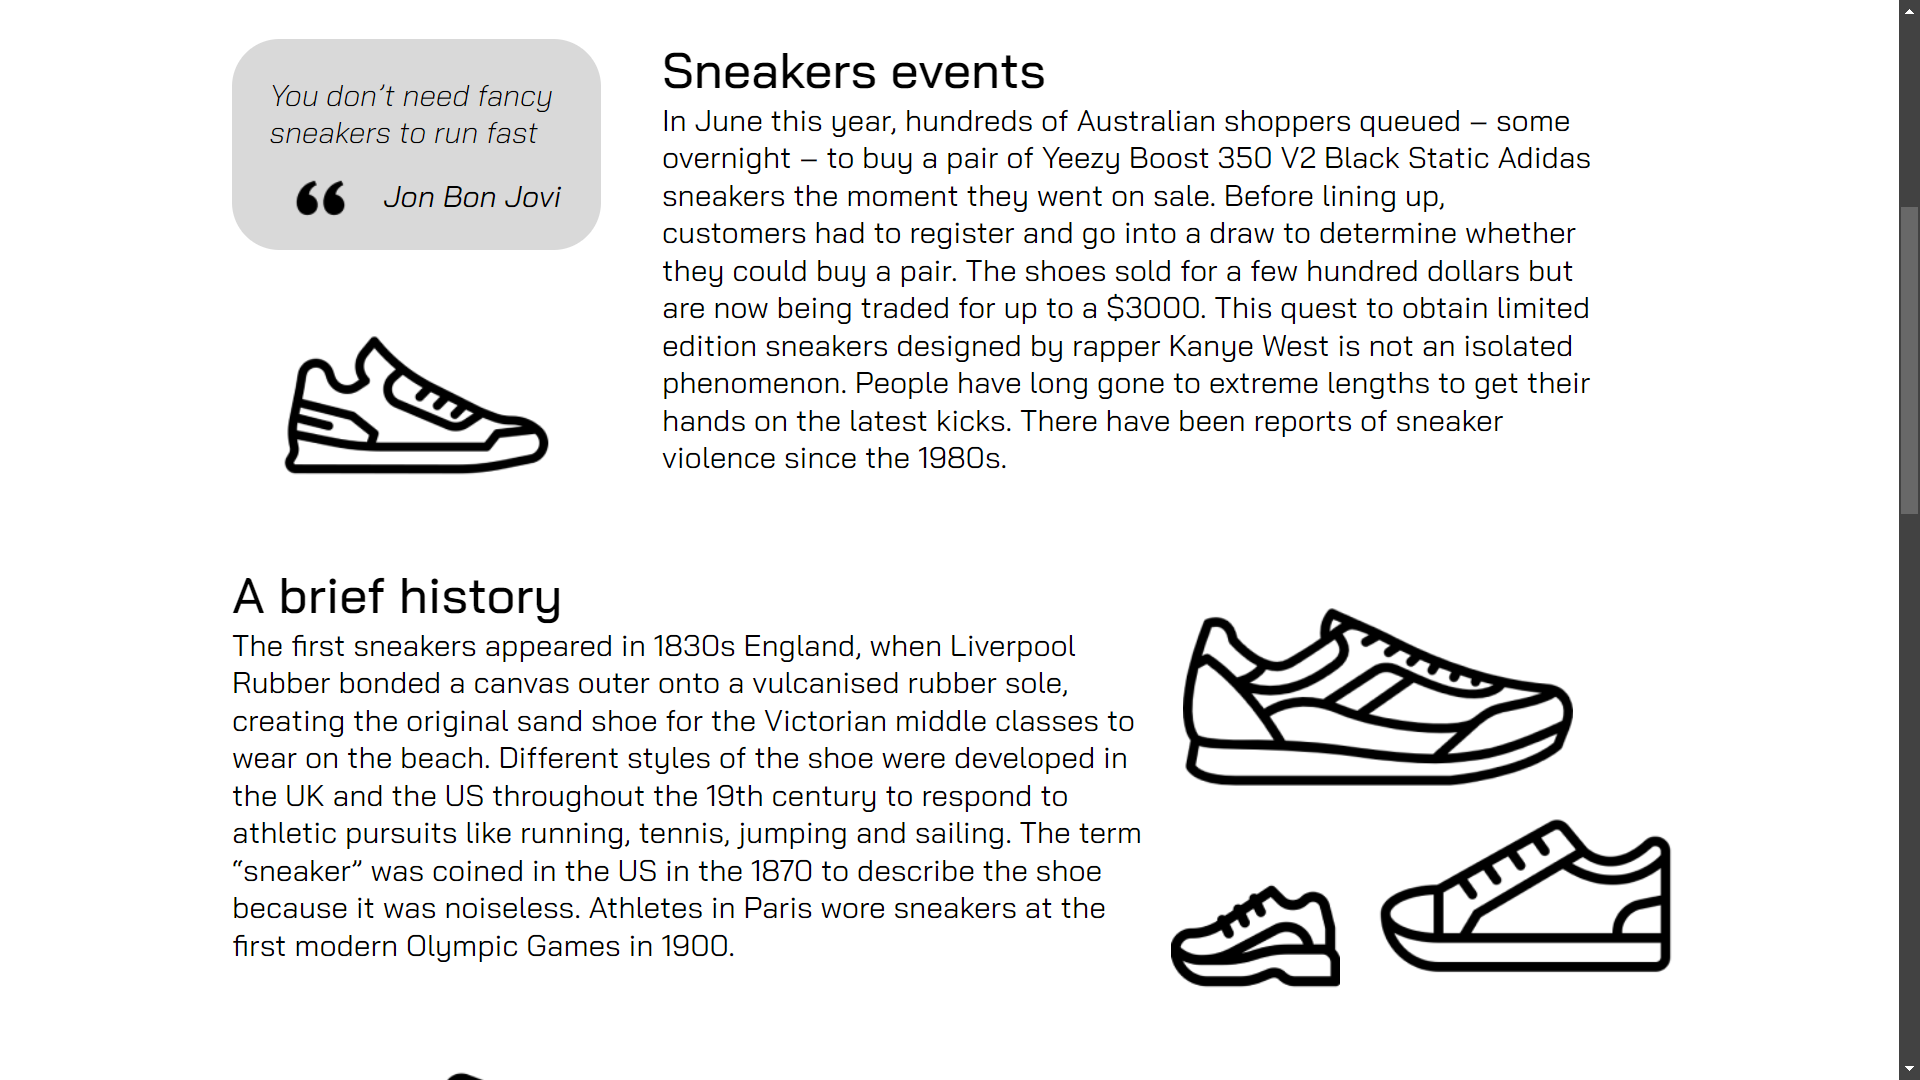 You don’t need fancy
sneakers to run fast
“ Jon Bon Jovi
Sneakers events
In June this year, hundreds of Australian shoppers queued – some
overnight – to buy a pair of Yeezy Boost 350 V2 Black Static Adidas
sneakers the moment they went on sale. Before lining up,
customers had to register and go into a draw to determine whether
they could buy a pair. The shoes sold for a few hundred dollars but
are now being traded for up to a $3000. This quest to obtain limited
edition sneakers designed by rapper Kanye West is not an isolated
phenomenon. People have long gone to extreme lengths to get their
hands on the latest kicks. There have been reports of sneaker
violence since the 1980s.
A brief history
The first sneakers appeared in 1830s England, when Liverpool
Rubber bonded a canvas outer onto a vulcanised rubber sole,
creating the original sand shoe for the Victorian middle classes to
wear on the beach. Different styles of the shoe were developed in
the UK and the US throughout the 19th century to respond to
athletic pursuits like running, tennis, jumping and sailing. The term
“sneaker” was coined in the US in the 1870 to describe the shoe
because it was noiseless. Athletes in Paris wore sneakers at the
first modern Olympic Games in 1900.